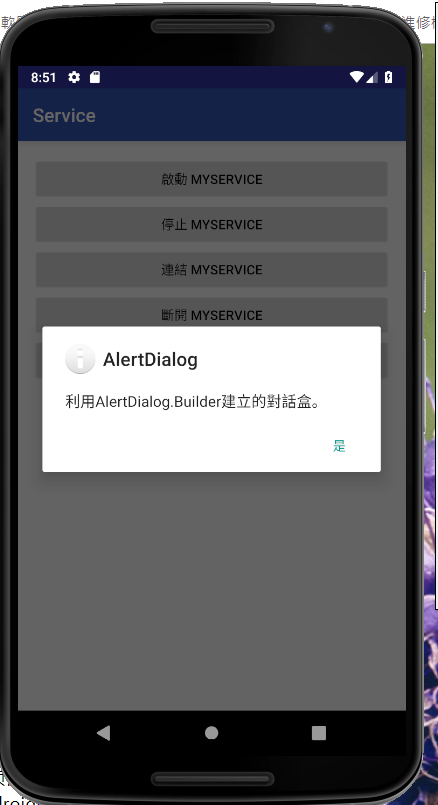 8:51
Service
啟動 MYSERVICE
停止 MYSERVICE
連結 MYSERVICE
斷開 MYSERVICE
AlertDialog
利用AlertDialog.Builder建立的對話盒。
是